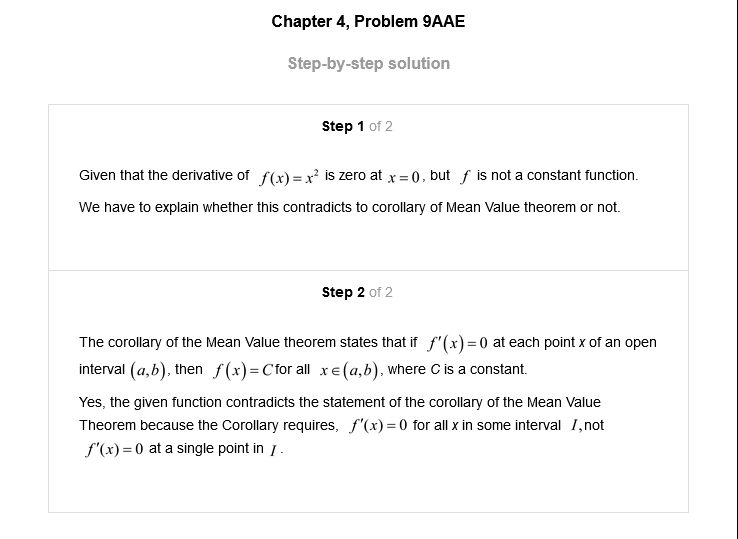 Chapter 4, Problem 9AAE
Step-by-step solution
Step 1 of 2
Given that the derivative of f(x) = x² is zero at x = 0, but f is not a constant function.
We have to explain whether this contradicts to corollary of Mean Value theorem or not.
Step 2 of 2
The corollary of the Mean Value theorem states that if f'(x) = 0 at each point x of an open
interval (a,b), then f(x) = C for all x ∈ (a,b), where C is a constant.
Yes, the given function contradicts the statement of the corollary of the Mean Value
Theorem because the Corollary requires, f'(x) = 0 for all x in some interval I, not
f'(x) = 0 at a single point in I.